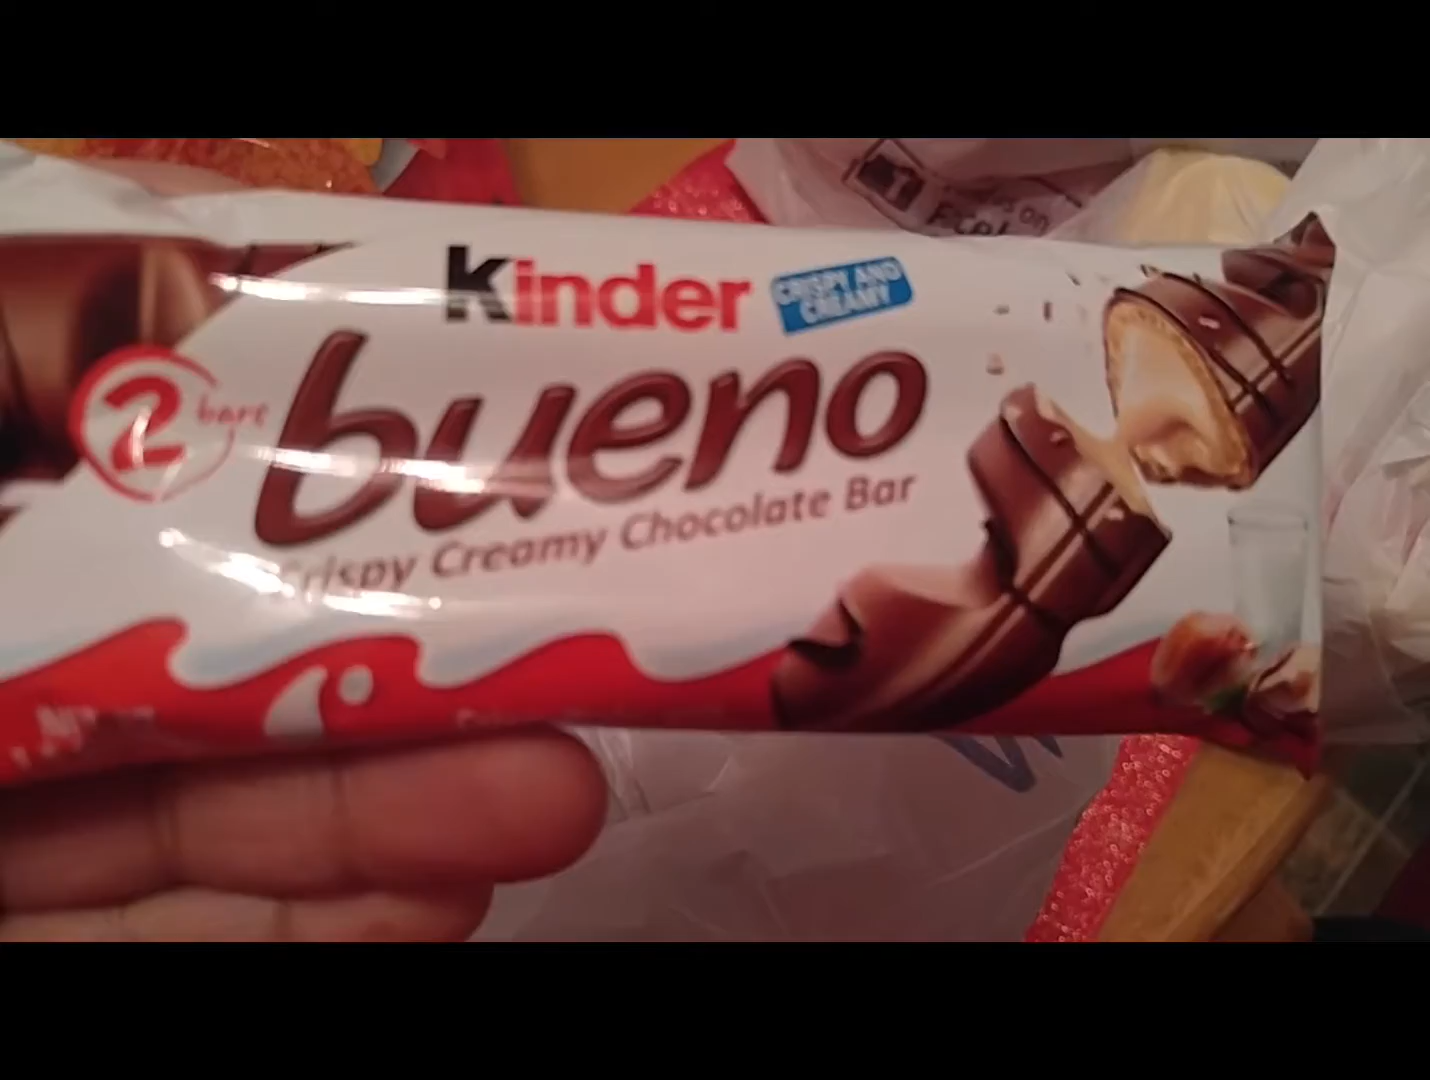 Kinder
CRISPY AND
CREAMY
2 bars
bueno
Crispy Creamy Chocolate Bar